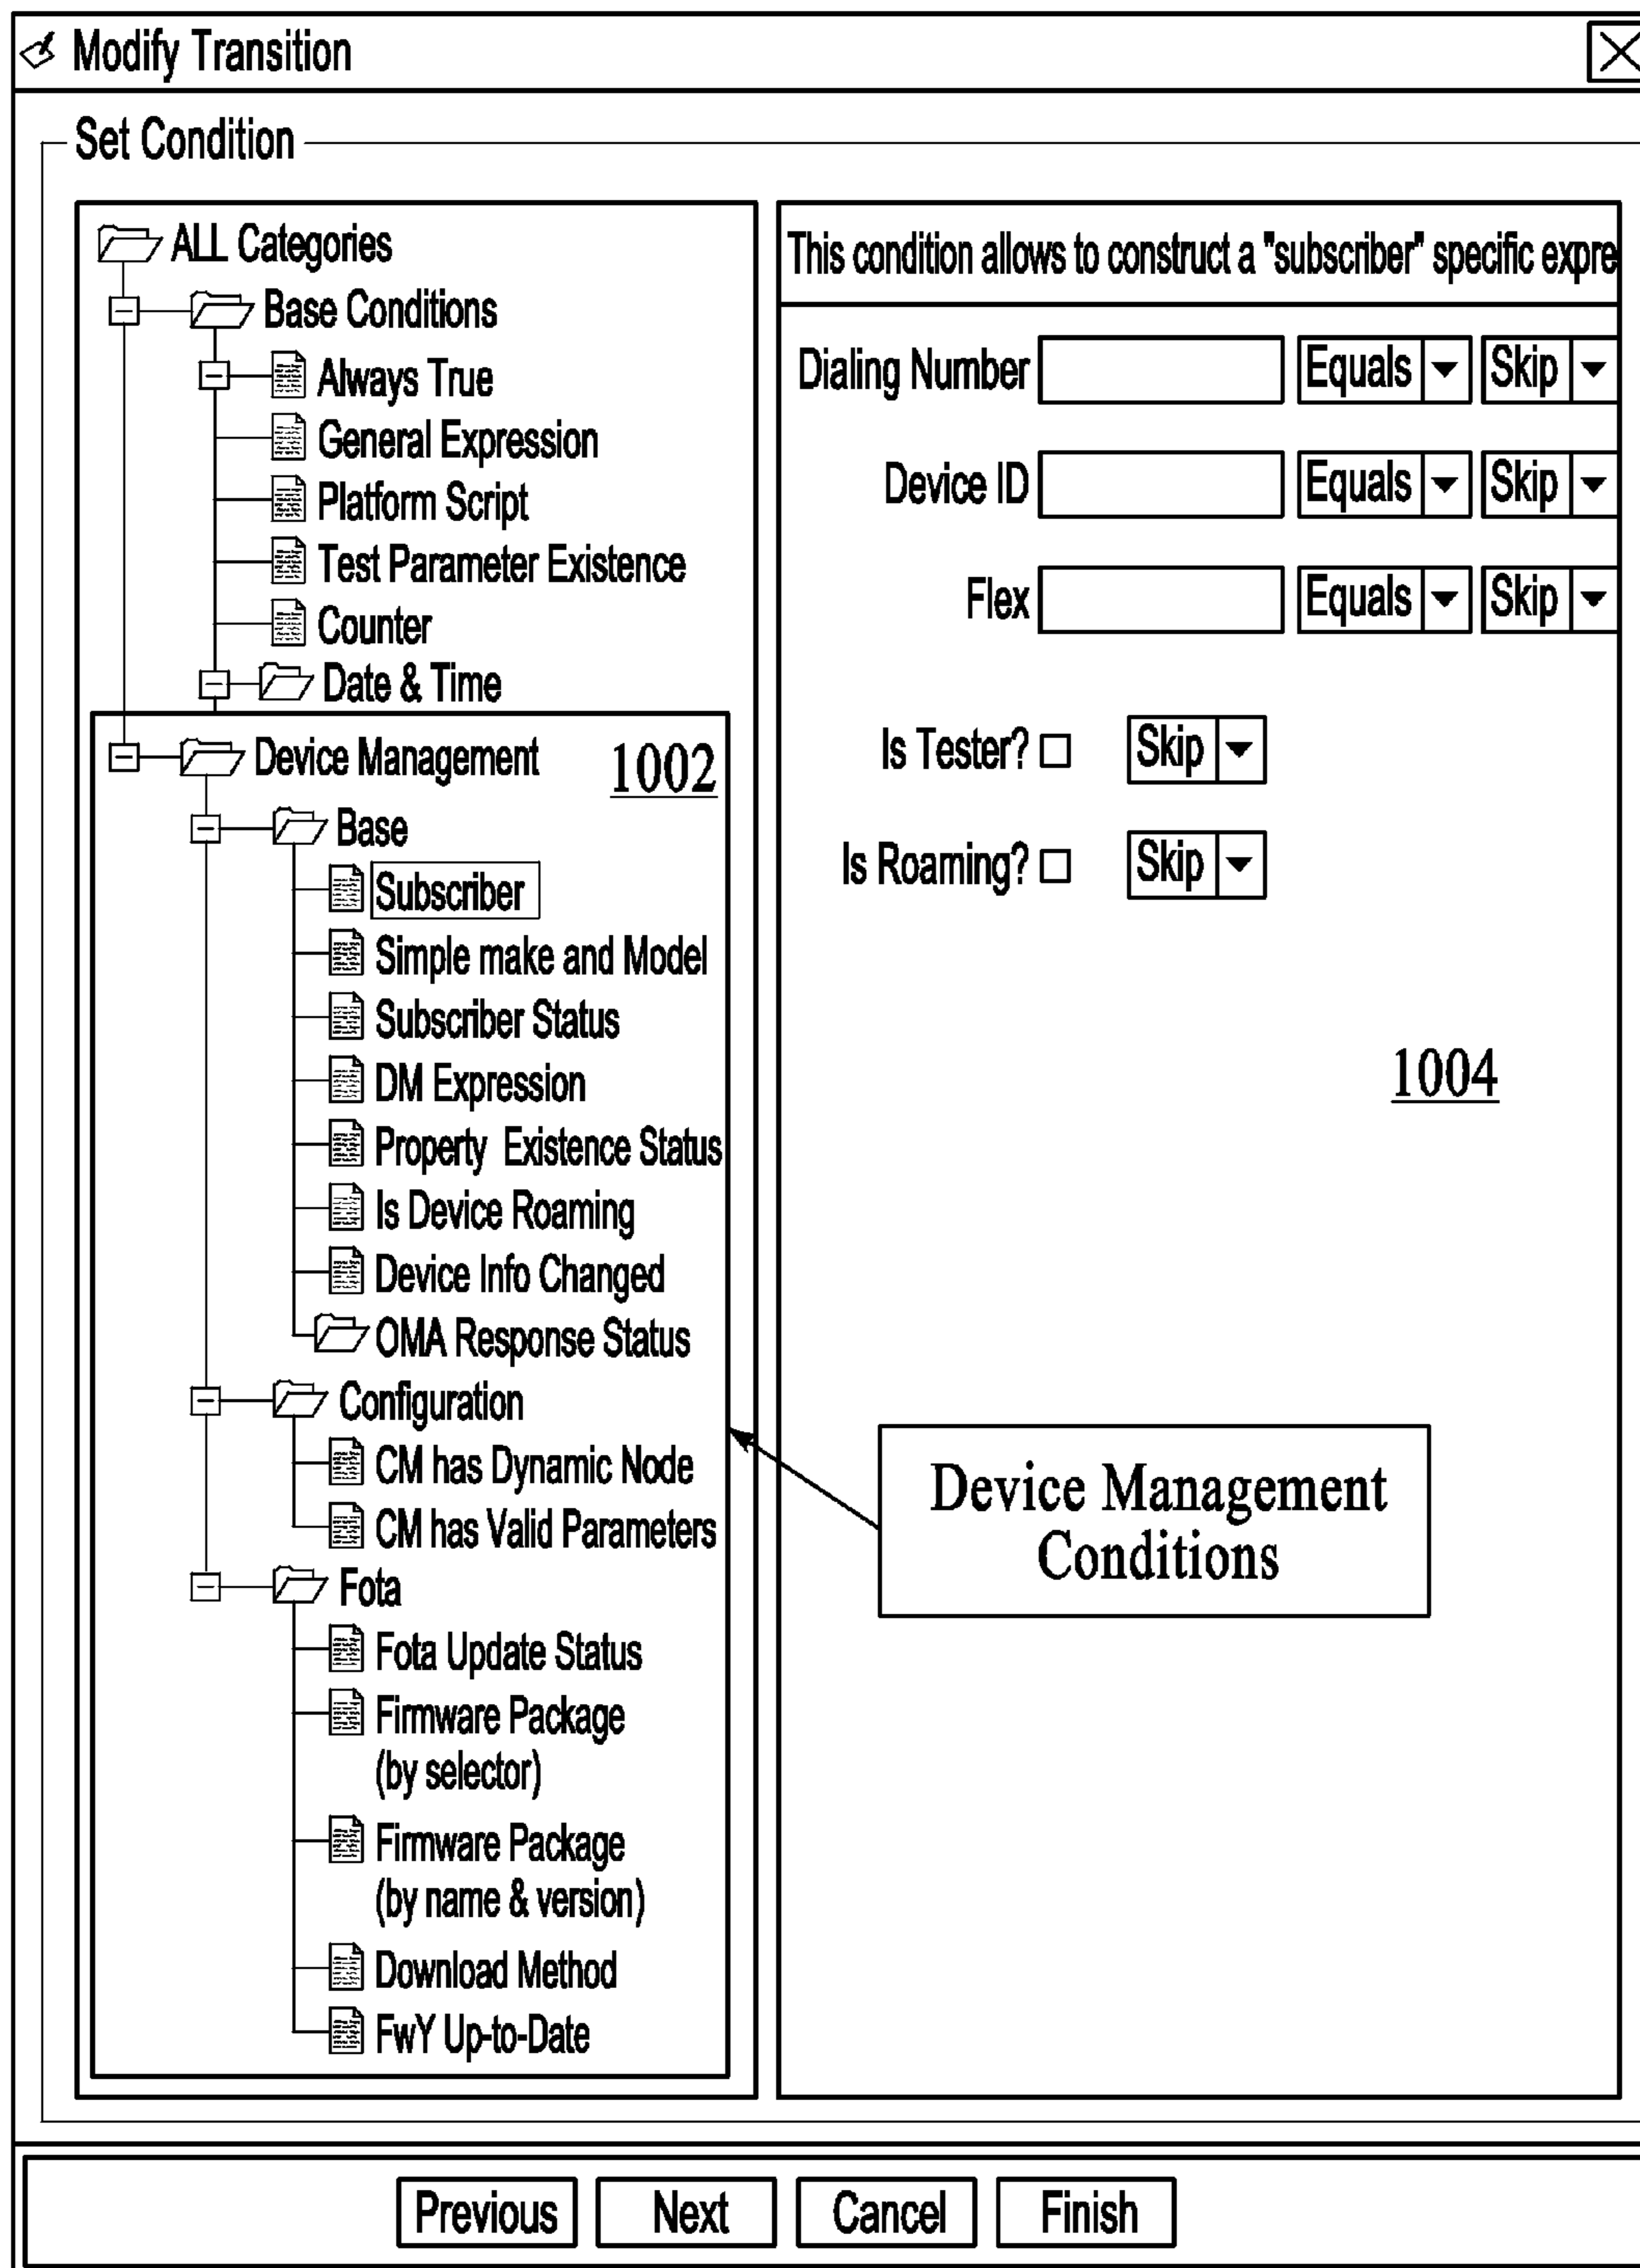 Modify Transition
Set Condition
ALL Categories
Base Conditions
Always True
General Expression
Platform Script
Test Parameter Existence
Counter
Date & Time
Device Management
1002
Base
Subscriber
Simple make and Model
Subscriber Status
DM Expression
Property Existence Status
Is Device Roaming
Device Info Changed
OMA Response Status
Configuration
CM has Dynamic Node
CM has Valid Parameters
Fota
Fota Update Status
Firmware Package
(by selector)
Firmware Package
(by name & version)
Download Method
FwY Up-to-Date
This condition allows to construct a "subscriber" specific expre
Dialing Number Equals Skip
Device ID Equals Skip
Flex Equals Skip
Is Tester? Skip
Is Roaming? Skip
1004
Device Management
Conditions
Previous Next Cancel Finish